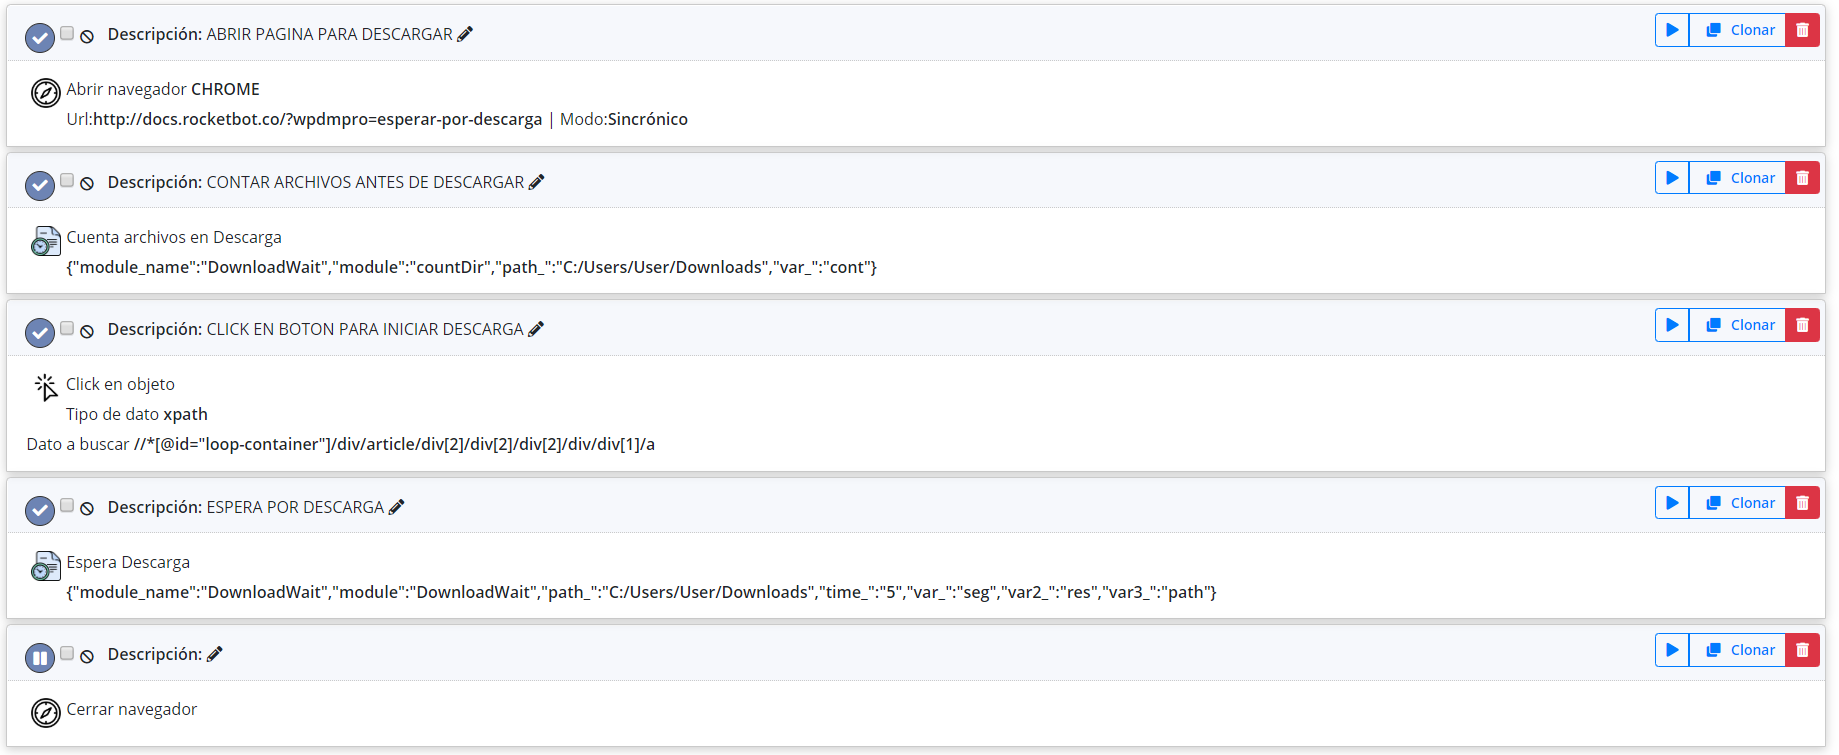 Descripción: ABRIR PAGINA PARA DESCARGAR
Clonar
Abrir navegador CHROME
Url:http://docs.rocketbot.co/?wpdmpro=esperar-por-descarga | Modo:Sincrónico
Descripción: CONTAR ARCHIVOS ANTES DE DESCARGAR
Clonar
Cuenta archivos en Descarga
{"module_name":"DownloadWait","module":"countDir","path_":"C:/Users/User/Downloads","var_":"cont"}
Descripción: CLICK EN BOTON PARA INICIAR DESCARGA
Clonar
Click en objeto
Tipo de dato xpath
Dato a buscar //*[@id="loop-container"]/div/article/div[2]/div[2]/div[2]/div/div[1]/a
Descripción: ESPERA POR DESCARGA
Clonar
Espera Descarga
{"module_name":"DownloadWait","module":"DownloadWait","path_":"C:/Users/User/Downloads","time_":"5","var_":"seg","var2_":"res","var3_":"path"}
Descripción:
Clonar
Cerrar navegador